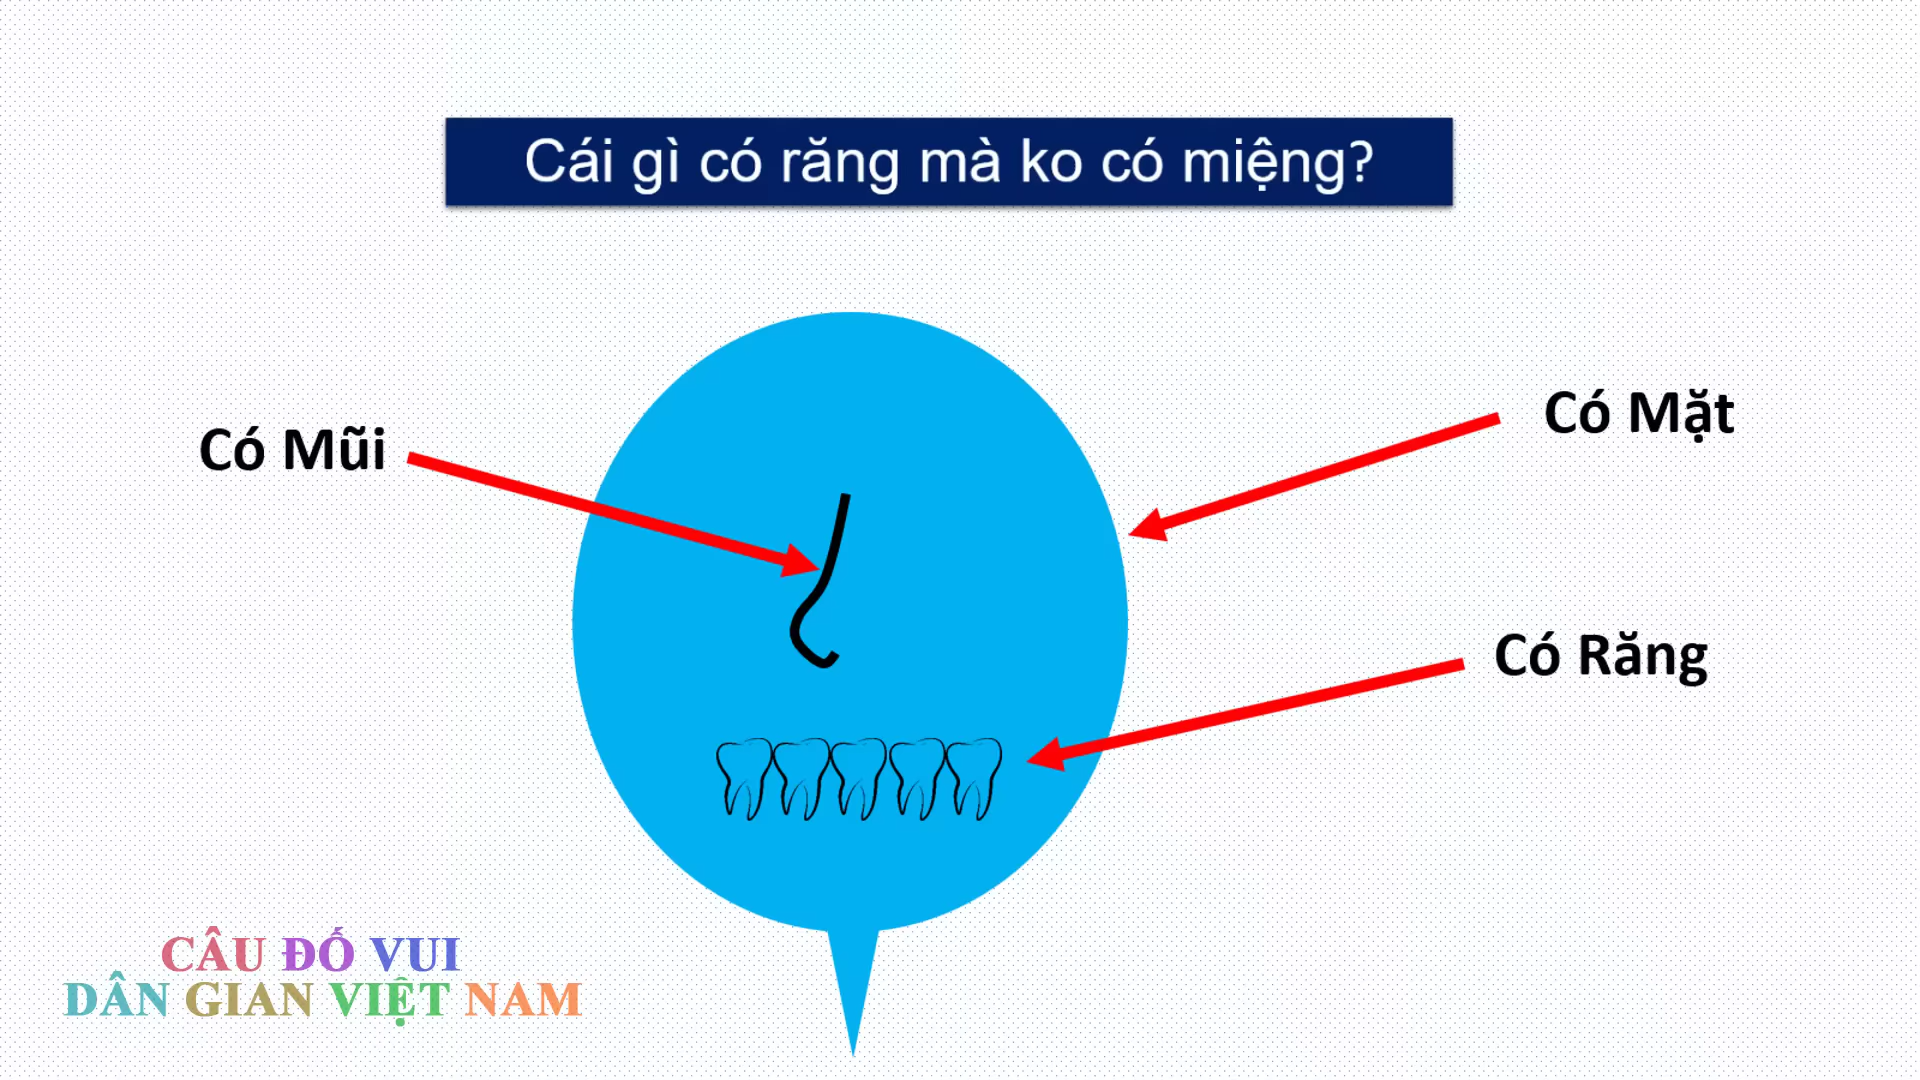 Cái gì có răng mà ko có miệng?
Có Mặt
Có Mũi
Có Răng
CÂU ĐỐ VUI
DÂN GIAN VIỆT NAM